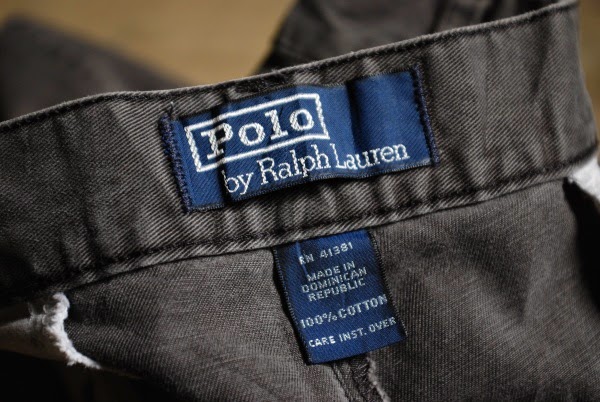 Polo
by Ralph Lauren
RN 41381
MADE IN
DOMINICAN
REPUBLIC
100% COTTON
CARE INST. OVER